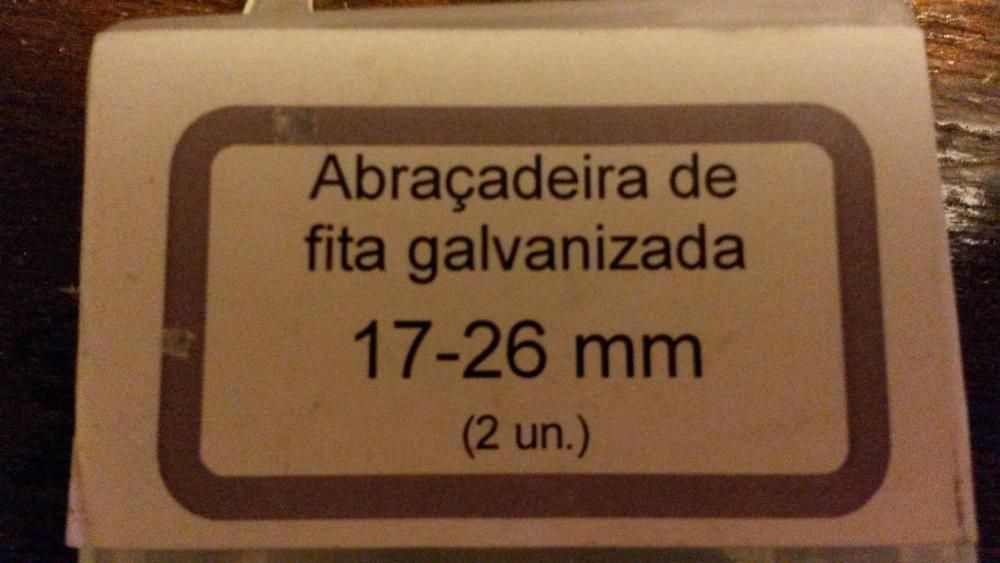 Abraçadeira de
fita galvanizada
17-26 mm
(2 un.)